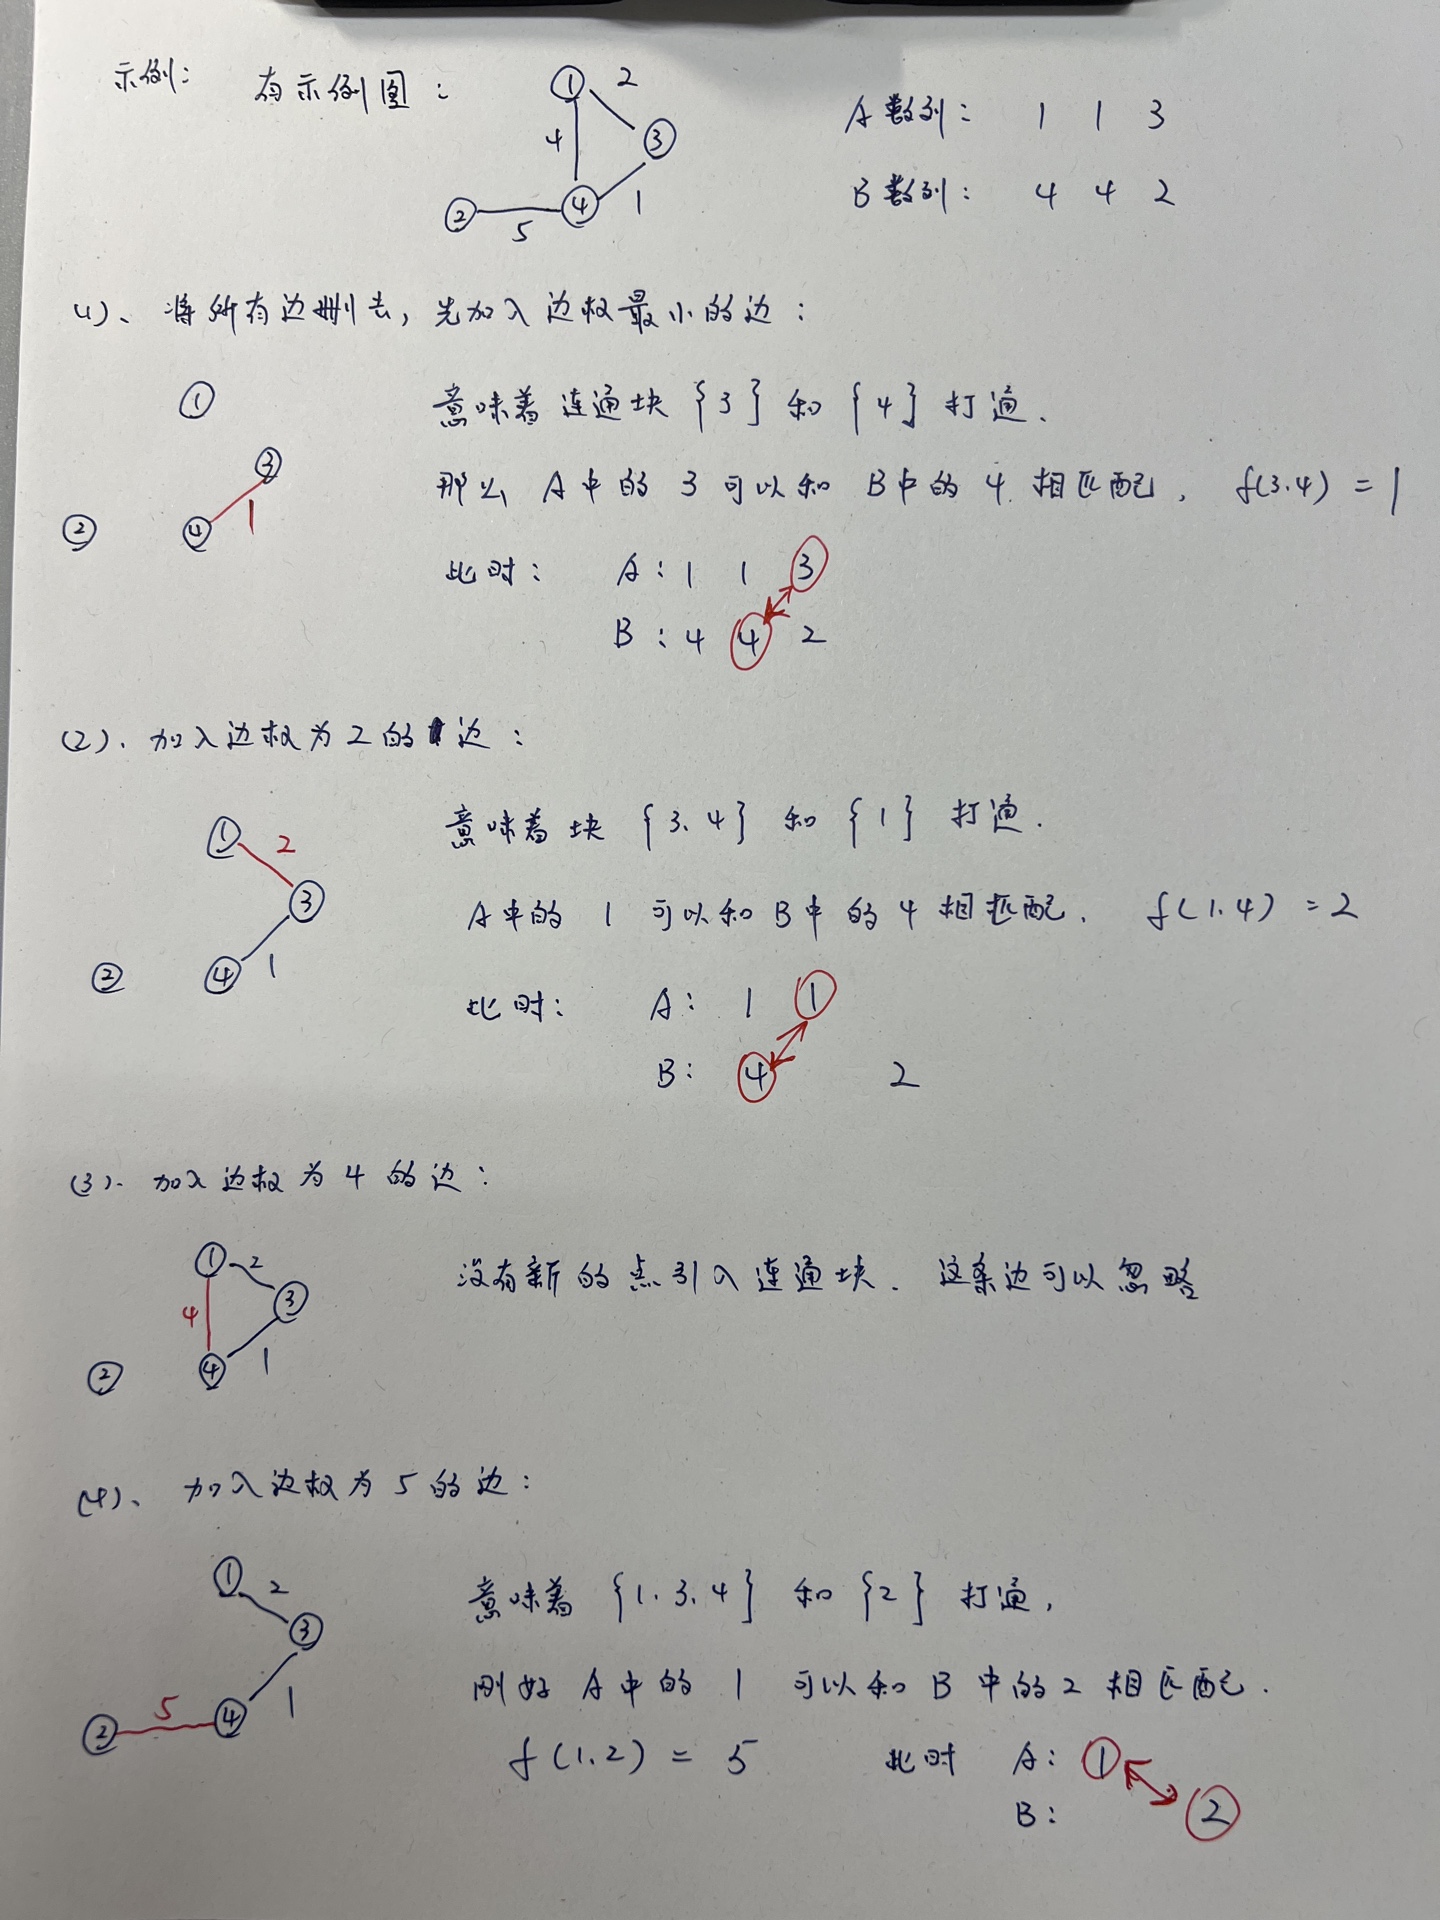 示例： 有示例图： ① 2 4 ③ ② 5 ④ 1
A数列： 1 1 3
B数列： 4 4 2
(1)、将所有边删去，先加入边权最小的边：
① ③ ② ④ 1
意味着连通块{3}和{4}打通.
那么A中的3可以和B中的4相匹配， f(3.4) = 1
此时： A: 1 1 3
B: 4 4 2
(2)、加入边权为2的边：
① 2 ③ ② ④ 1
意味着块{3.4}和{1}打通.
A中的1可以和B中的4相匹配. f(1.4) = 2
此时： A: 1 1
B: 4 2
(3)、加入边权为4的边：
① 2 4 ③ ② ④ 1
没有新的点引入连通块. 这条边可以忽略
(4)、加入边权为5的边：
① 2 ③ ② 5 ④ 1
意味着{1.3.4}和{2}打通，
刚好A中的1可以和B中的2相匹配.
f(1.2) = 5 此时 A: 1
B: 2